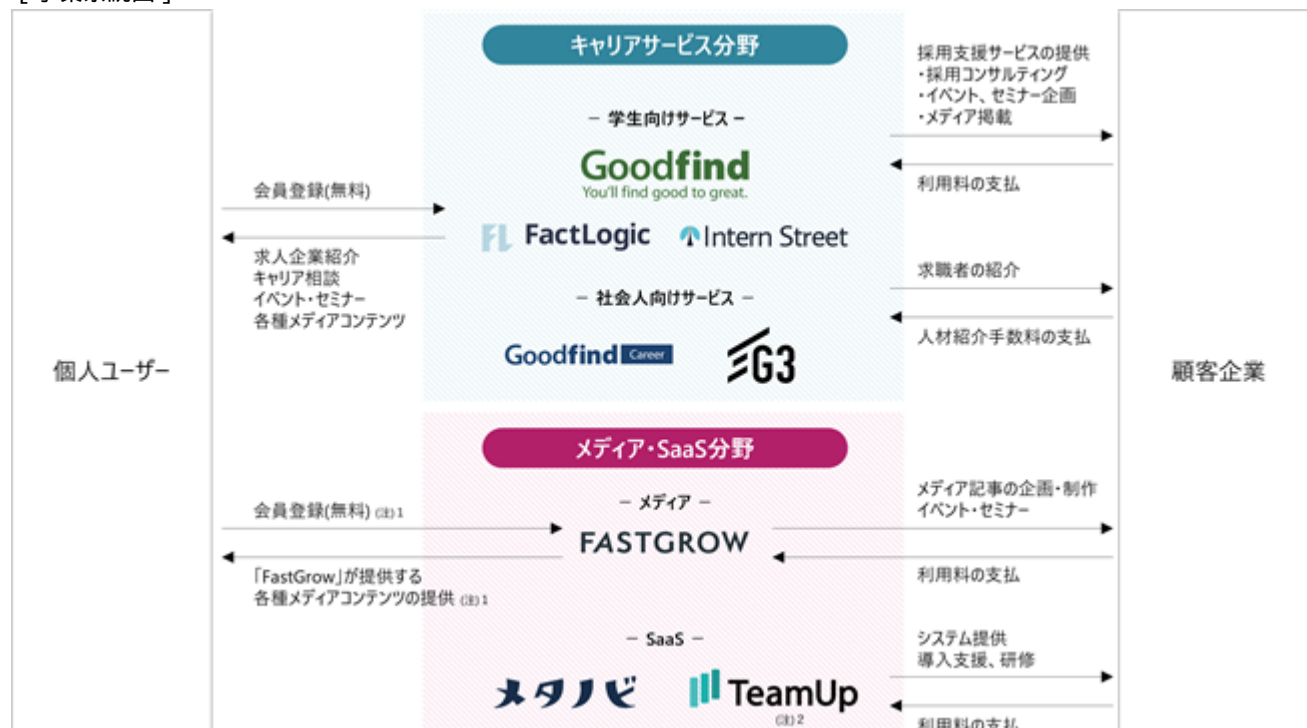 [事業系統図]
キャリアサービス分野
採用支援サービスの提供
・採用コンサルティング
・イベント、セミナー企画
・メディア掲載
－ 学生向けサービス －
Goodfind
You'll find good to great.
利用料の支払
会員登録(無料)
FL FactLogic
Intern Street
求人企業紹介
キャリア相談
イベント・セミナー
各種メディアコンテンツ
求職者の紹介
－ 社会人向けサービス －
人材紹介手数料の支払
Goodfind Career
G3
個人ユーザー
顧客企業
メディア・SaaS分野
－ メディア －
メディア記事の企画・制作
イベント・セミナー
会員登録(無料) (注)1
FASTGROW
「FastGrow」が提供する
各種メディアコンテンツの提供 (注)1
利用料の支払
－ SaaS －
システム提供
導入支援、研修
メタノビ
TeamUp
(注)2
利用料の支払